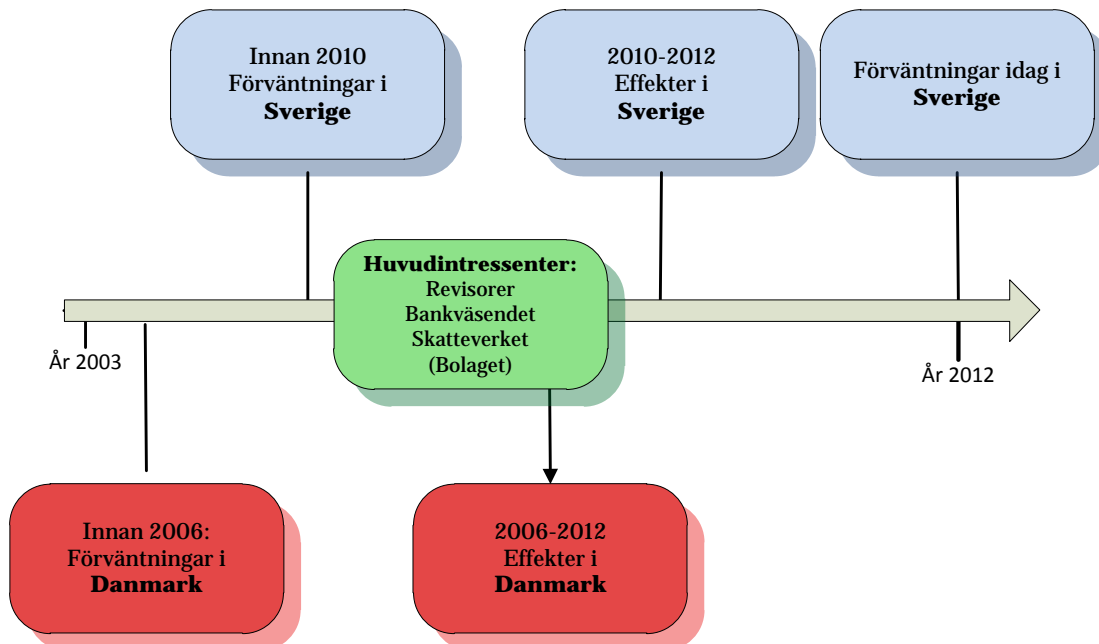 Innan 2010
Förväntningar i
Sverige
2010-2012
Effekter i
Sverige
Förväntningar idag i
Sverige
Huvudintressenter:
Revisorer
Bankväsendet
Skatteverket
(Bolaget)
År 2003
År 2012
Innan 2006:
Förväntningar i
Danmark
2006-2012
Effekter i
Danmark